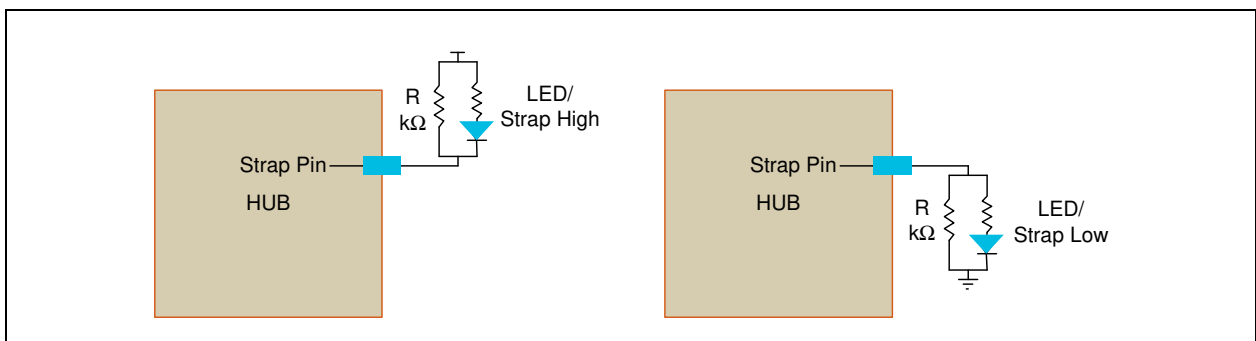 R
kΩ
LED/
Strap High
Strap Pin
HUB
R
kΩ
LED/
Strap Low
Strap Pin
HUB